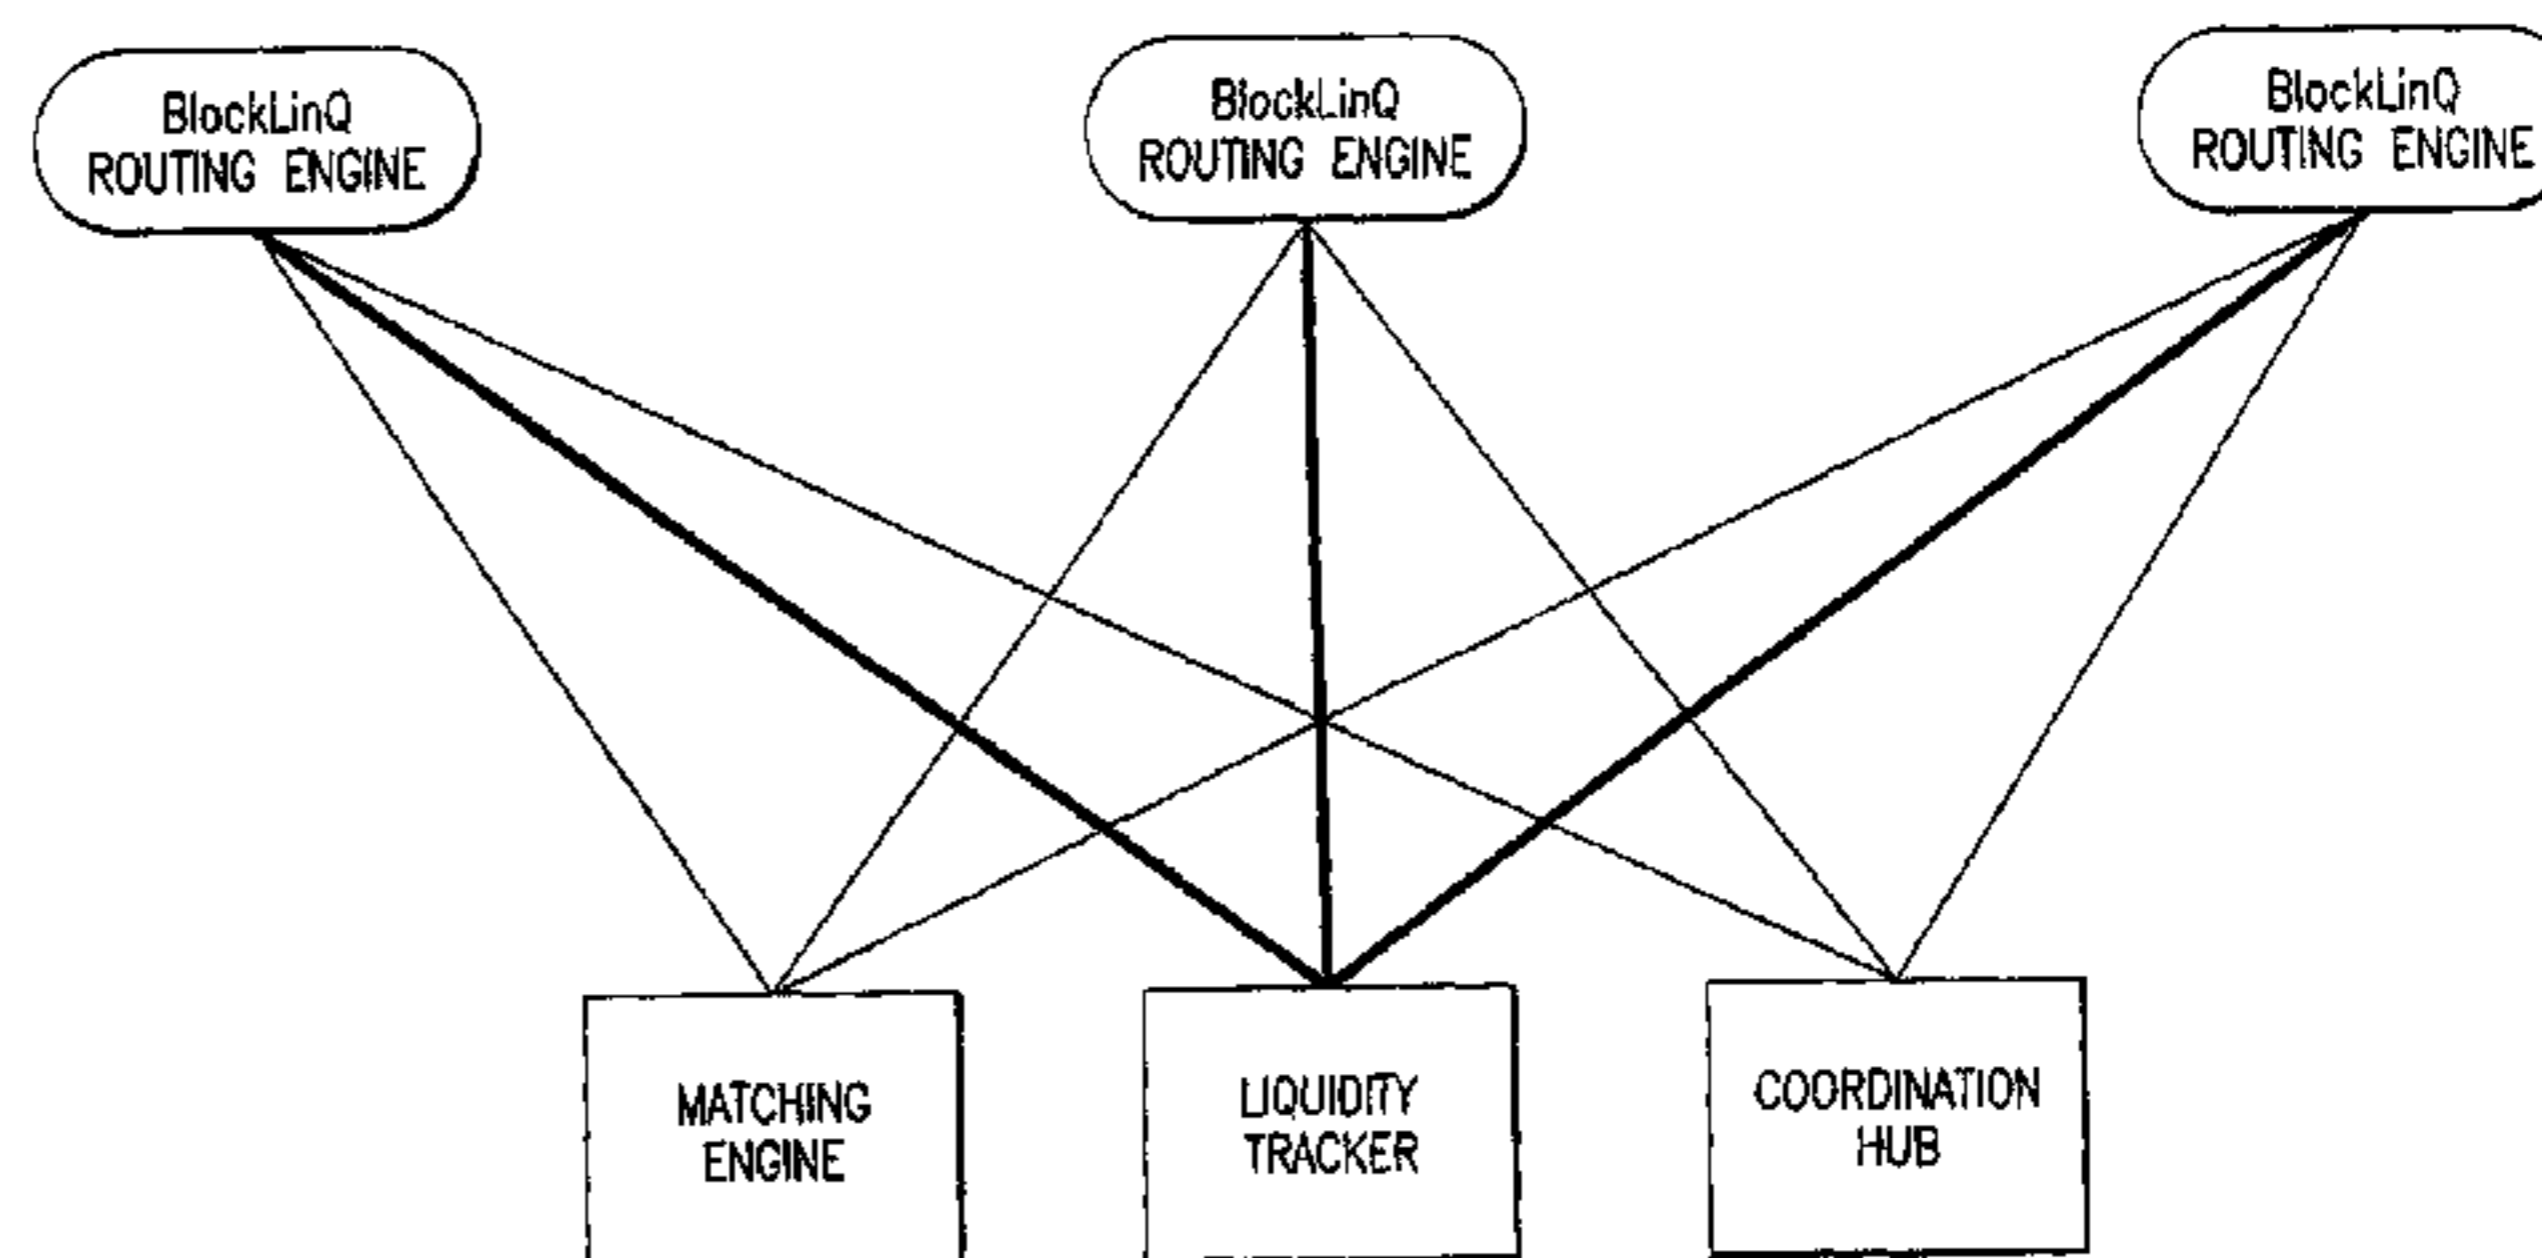 BlockLinQ
ROUTING ENGINE
BlockLinQ
ROUTING ENGINE
BlockLinQ
ROUTING ENGINE
MATCHING
ENGINE
LIQUIDITY
TRACKER
COORDINATION
HUB